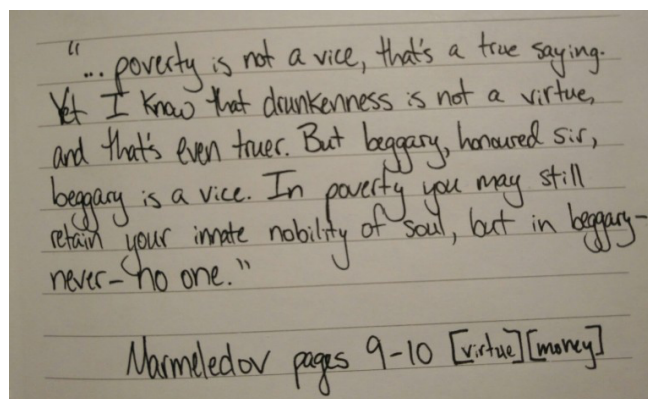 "... poverty is not a vice, that's a true saying.
Yet I know that drunkenness is not a virtue,
and that's even truer. But beggary, honoured sir,
beggary is a vice. In poverty you may still
retain your innate nobility of soul, but in beggary-
never- no one."
Marmeledov pages 9-10 [virtue][money]